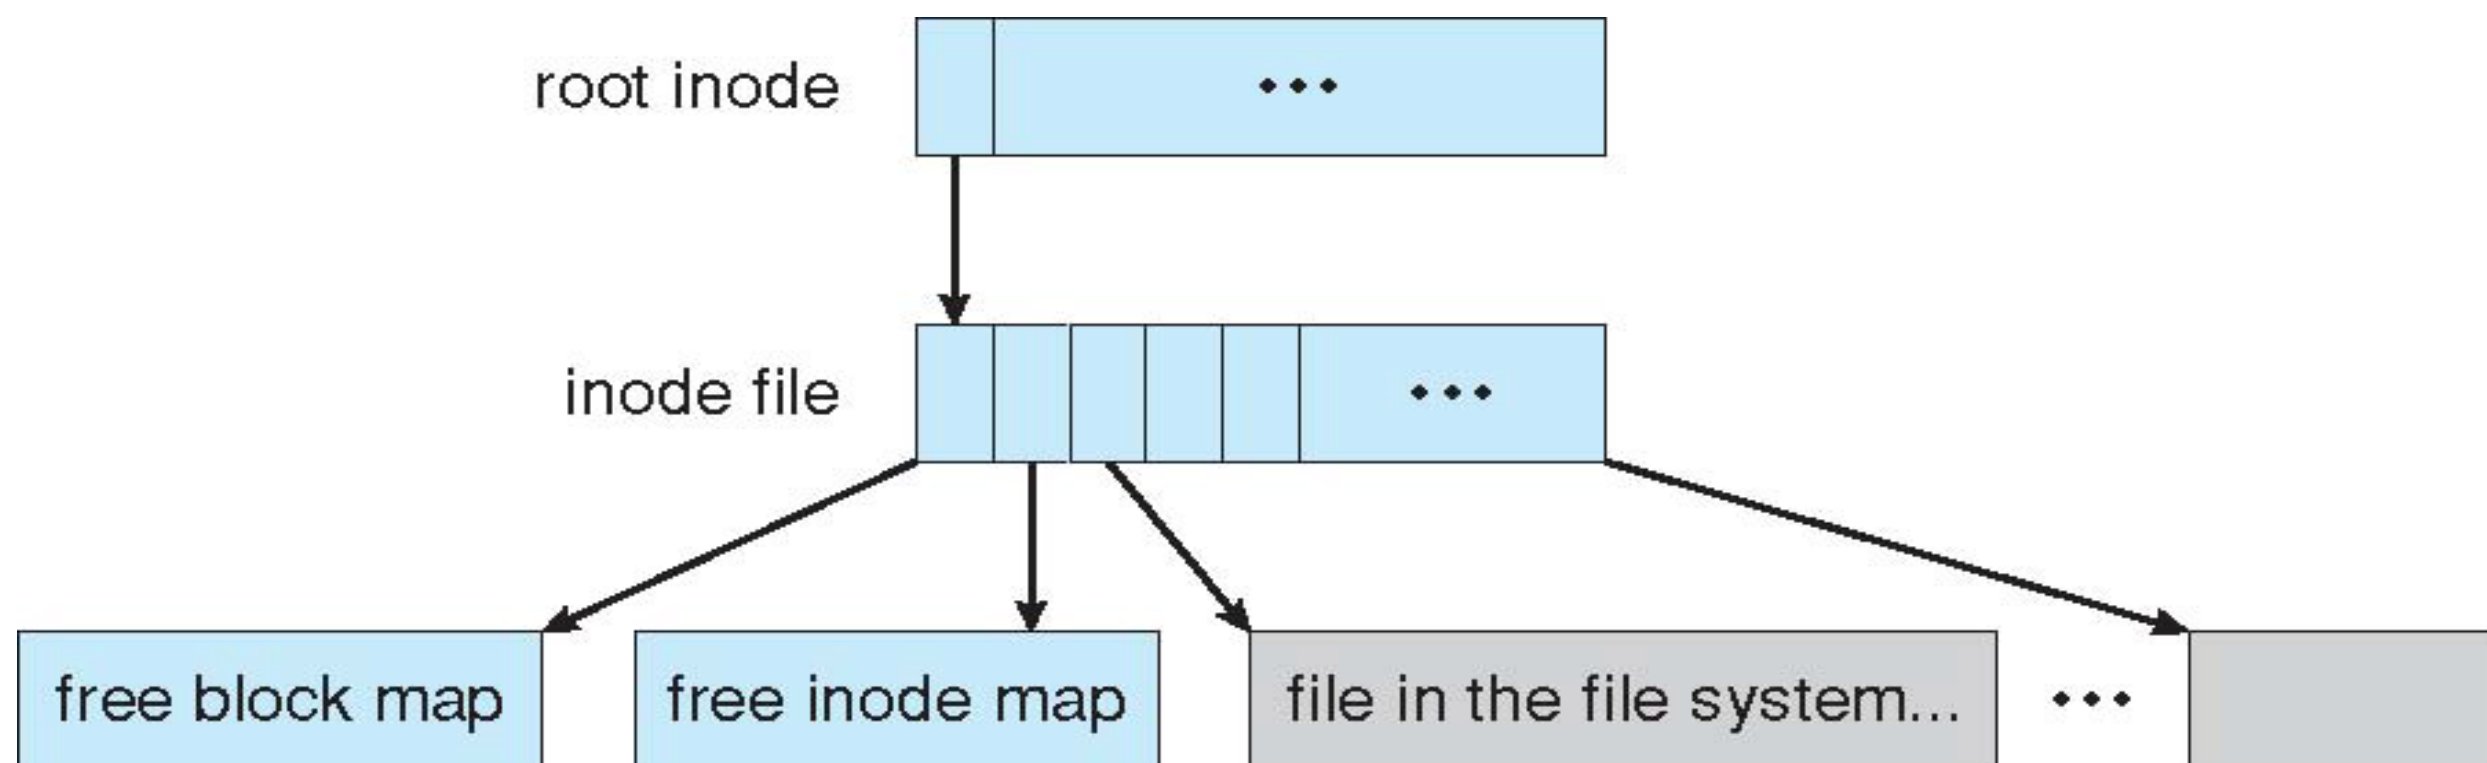 root inode
...
inode file
...
free block map
free inode map
file in the file system...
...